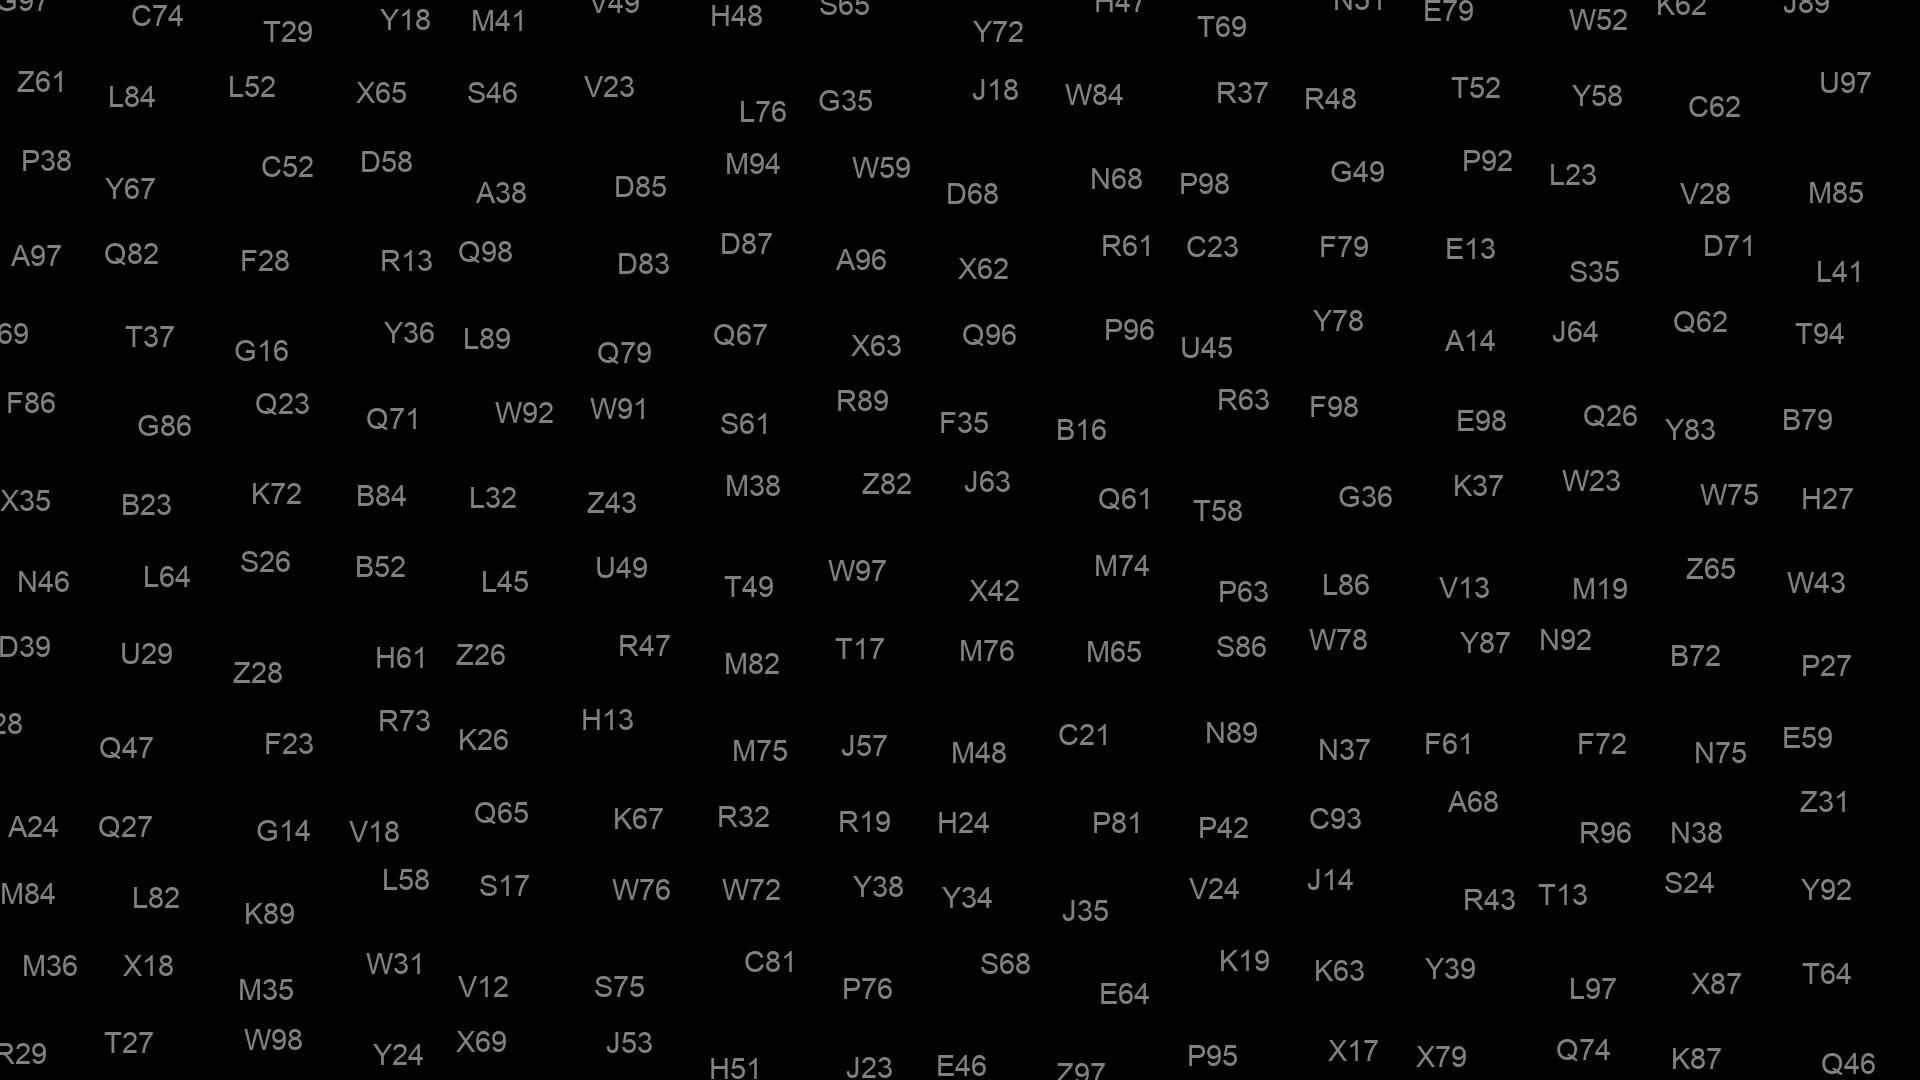 G97 C74 T29 Y18 M41 V49 H48 S65 Y72 H47 T69 N51 E79 W52 K62 J89
Z61 L84 L52 X65 S46 V23 L76 G35 J18 W84 R37 R48 T52 Y58 C62 U97
P38 Y67 C52 D58 A38 D85 M94 W59 D68 N68 P98 G49 P92 L23 V28 M85
A97 Q82 F28 R13 Q98 D83 D87 A96 X62 R61 C23 F79 E13 S35 D71 L41
69 T37 G16 Y36 L89 Q79 Q67 X63 Q96 P96 U45 Y78 A14 J64 Q62 T94
F86 G86 Q23 Q71 W92 W91 S61 R89 F35 B16 R63 F98 E98 Q26 Y83 B79
X35 B23 K72 B84 L32 Z43 M38 Z82 J63 Q61 T58 G36 K37 W23 W75 H27
N46 L64 S26 B52 L45 U49 T49 W97 X42 M74 P63 L86 V13 M19 Z65 W43
D39 U29 Z28 H61 Z26 R47 M82 T17 M76 M65 S86 W78 Y87 N92 B72 P27
28 Q47 F23 R73 K26 H13 M75 J57 M48 C21 N89 N37 F61 F72 N75 E59
A24 Q27 G14 V18 Q65 K67 R32 R19 H24 P81 P42 C93 A68 R96 N38 Z31
M84 L82 K89 L58 S17 W76 W72 Y38 Y34 J35 V24 J14 R43 T13 S24 Y92
M36 X18 M35 W31 V12 S75 C81 P76 S68 E64 K19 K63 Y39 L97 X87 T64
R29 T27 W98 Y24 X69 J53 H51 J23 E46 Z97 P95 X17 X79 Q74 K87 Q46